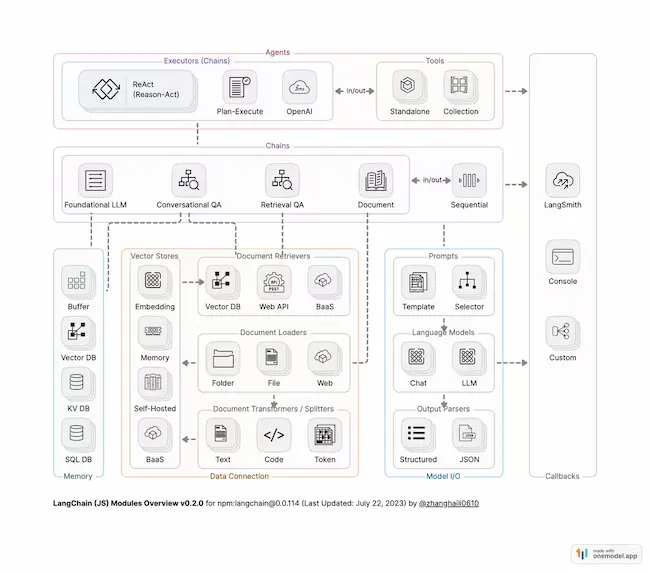 Agents
Executors (Chains)
Tools
ReAct
(Reason-Act)
Plan-Execute
OpenAI
in/out
Standalone
Collection
Chains
Foundational LLM
Conversational QA
Retrieval QA
Document
in/out
Sequential
LangSmith
Console
Custom
Callbacks
Buffer
Vector DB
KV DB
SQL DB
Memory
Vector Stores
Embedding
Memory
Self-Hosted
BaaS
Document Retrievers
Vector DB
API
POST
Web API
BaaS
Document Loaders
Folder
File
Web
Document Transformers / Splitters
Text
Code
Token
Data Connection
Prompts
Template
Selector
Language Models
Chat
LLM
Output Parsers
Structured
JSON
Model I/O
LangChain (JS) Modules Overview v0.2.0 for npm:langchain@0.0.114 (Last Updated: July 22, 2023) by @zhanghaili0610
made with
onemodel.app